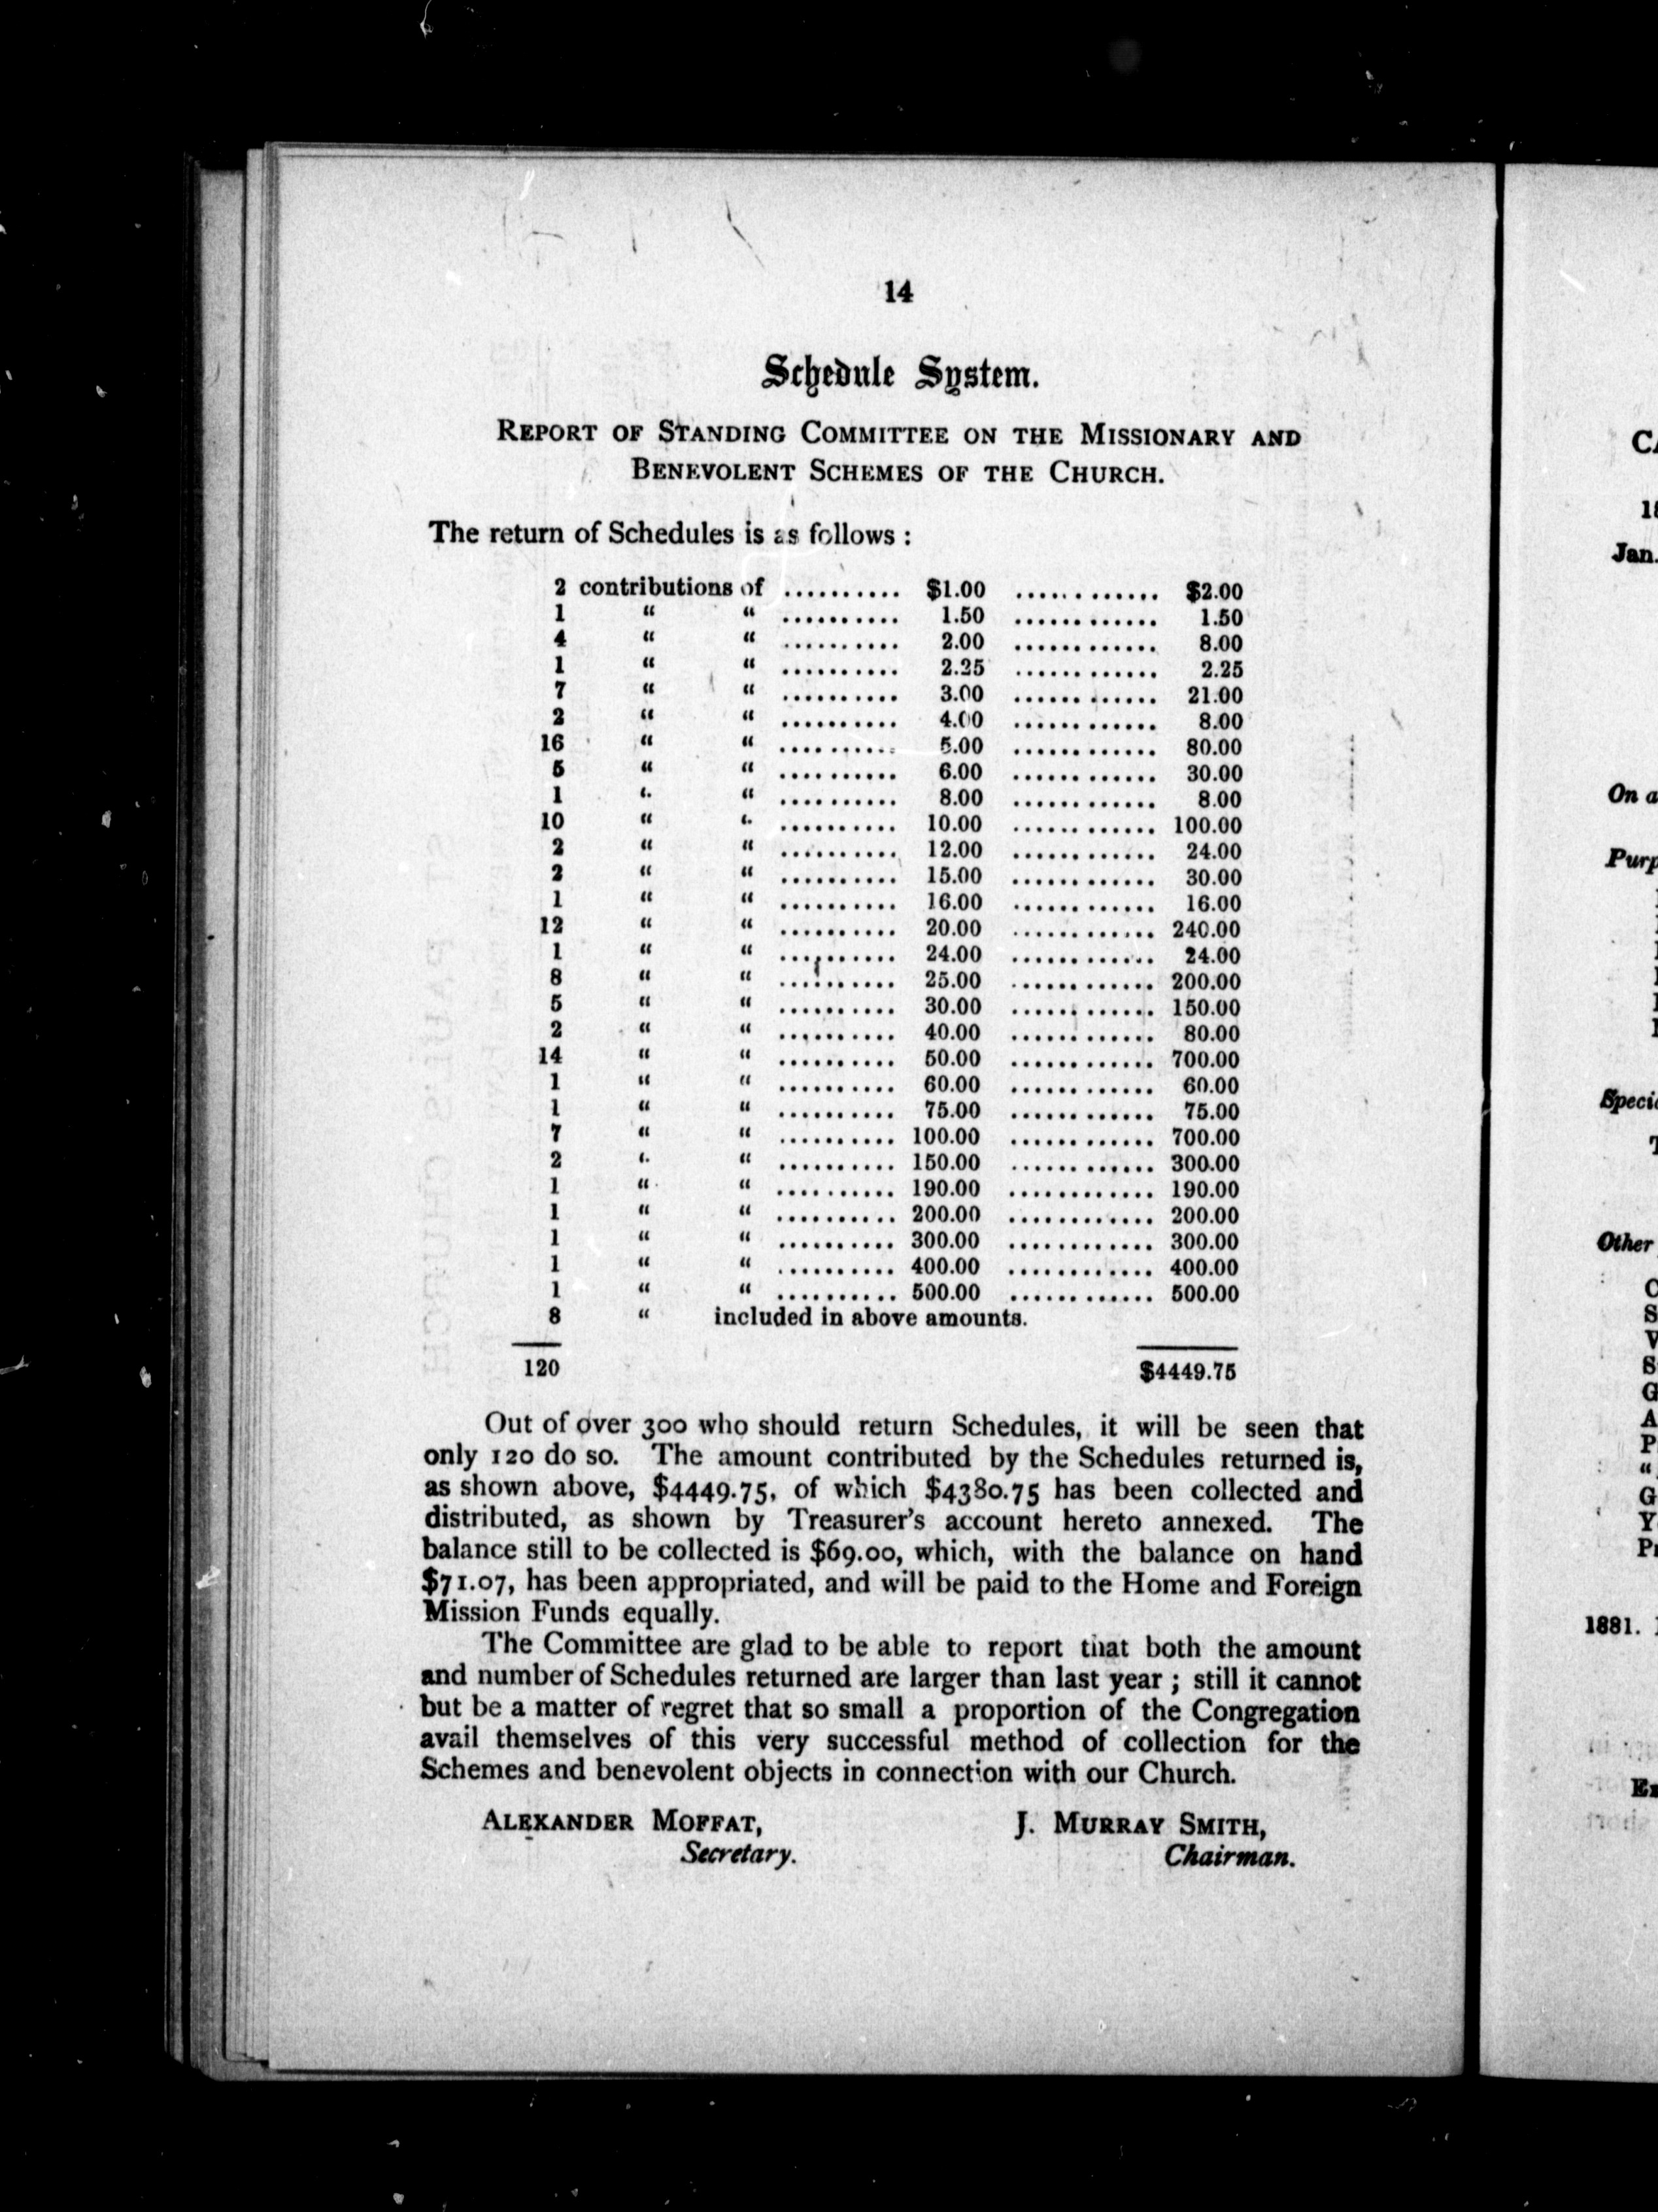 14
Schedule System.
REPORT OF STANDING COMMITTEE ON THE MISSIONARY AND
BENEVOLENT SCHEMES OF THE CHURCH.
The return of Schedules is as follows :
2 contributions of .......... $1.00 ............ $2.00
1 “ “ .......... 1.50 ............ 1.50
4 “ “ .......... 2.00 ............ 8.00
1 “ “ .......... 2.25 ............ 2.25
7 “ “ .......... 3.00 ............ 21.00
2 “ “ .......... 4.00 ............ 8.00
16 “ “ .......... 5.00 ............ 80.00
5 “ “ .......... 6.00 ............ 30.00
1 “ “ .......... 8.00 ............ 8.00
10 “ “ .......... 10.00 ............ 100.00
2 “ “ .......... 12.00 ............ 24.00
2 “ “ .......... 15.00 ............ 30.00
1 “ “ .......... 16.00 ............ 16.00
12 “ “ .......... 20.00 ............ 240.00
1 “ “ .......... 24.00 ............ 24.00
8 “ “ .......... 25.00 ............ 200.00
5 “ “ .......... 30.00 ............ 150.00
2 “ “ .......... 40.00 ............ 80.00
14 “ “ .......... 50.00 ............ 700.00
1 “ “ .......... 60.00 ............ 60.00
1 “ “ .......... 75.00 ............ 75.00
7 “ “ .......... 100.00 ............ 700.00
2 “ “ .......... 150.00 ............ 300.00
1 “ “ .......... 190.00 ............ 190.00
1 “ “ .......... 200.00 ............ 200.00
1 “ “ .......... 300.00 ............ 300.00
1 “ “ .......... 400.00 ............ 400.00
1 “ “ .......... 500.00 ............ 500.00
8 “ included in above amounts.
120 $4449.75
Out of over 300 who should return Schedules, it will be seen that
only 120 do so. The amount contributed by the Schedules returned is,
as shown above, $4449.75, of which $4380.75 has been collected and
distributed, as shown by Treasurer's account hereto annexed. The
balance still to be collected is $69.00, which, with the balance on hand
$71.07, has been appropriated, and will be paid to the Home and Foreign
Mission Funds equally.
The Committee are glad to be able to report that both the amount
and number of Schedules returned are larger than last year ; still it cannot
but be a matter of regret that so small a proportion of the Congregation
avail themselves of this very successful method of collection for the
Schemes and benevolent objects in connection with our Church.
ALEXANDER MOFFAT, J. MURRAY SMITH,
Secretary. Chairman.
Jan.
On a
Other
1881.